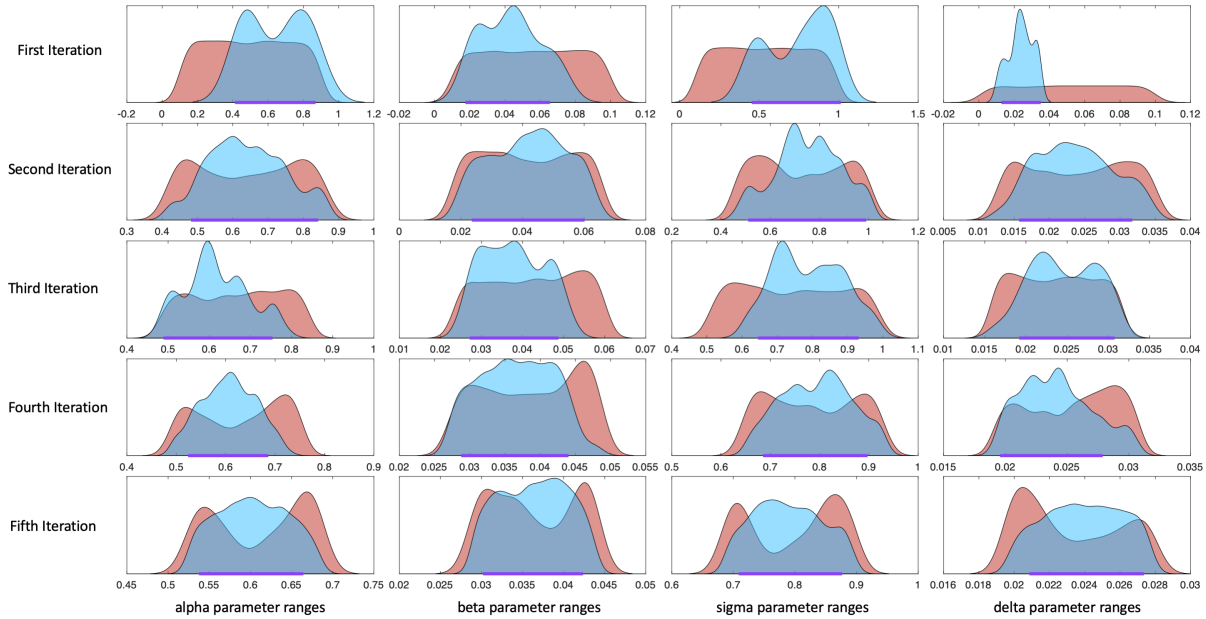 First Iteration
-0.2 0 0.2 0.4 0.6 0.8 1 1.2
-0.02 0 0.02 0.04 0.06 0.08 0.1 0.12
0 0.5 1 1.5
-0.02 0 0.02 0.04 0.06 0.08 0.1 0.12
Second Iteration
0.3 0.4 0.5 0.6 0.7 0.8 0.9 1
0 0.02 0.04 0.06 0.08
0.2 0.4 0.6 0.8 1 1.2
0.005 0.01 0.015 0.02 0.025 0.03 0.035 0.04
Third Iteration
0.4 0.5 0.6 0.7 0.8 0.9 1
0.01 0.02 0.03 0.04 0.05 0.06 0.07
0.4 0.5 0.6 0.7 0.8 0.9 1 1.1
0.01 0.015 0.02 0.025 0.03 0.035 0.04
Fourth Iteration
0.4 0.5 0.6 0.7 0.8 0.9
0.02 0.025 0.03 0.035 0.04 0.045 0.05 0.055
0.5 0.6 0.7 0.8 0.9 1
0.015 0.02 0.025 0.03 0.035
Fifth Iteration
0.45 0.5 0.55 0.6 0.65 0.7 0.75
0.02 0.025 0.03 0.035 0.04 0.045 0.05
0.6 0.7 0.8 0.9 1
0.016 0.018 0.02 0.022 0.024 0.026 0.028 0.03
alpha parameter ranges
beta parameter ranges
sigma parameter ranges
delta parameter ranges